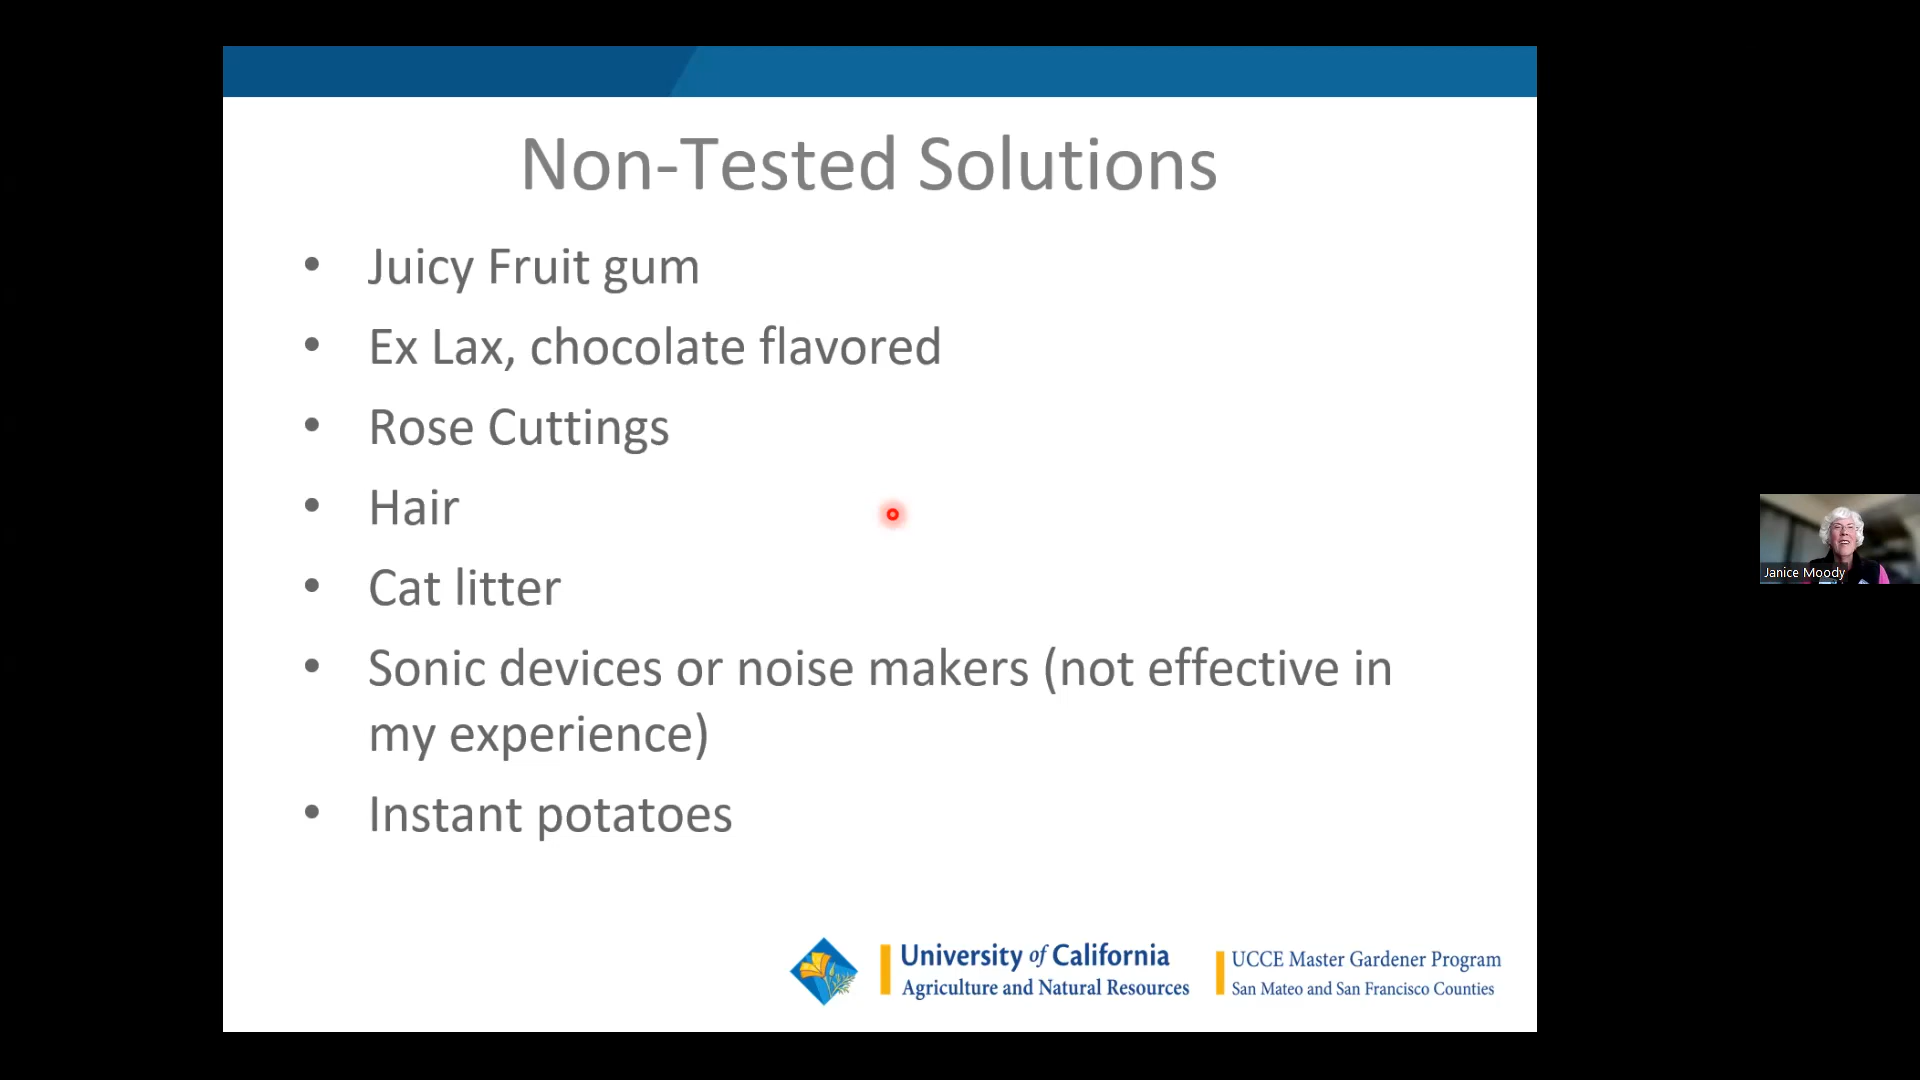 Non-Tested Solutions
• Juicy Fruit gum
• Ex Lax, chocolate flavored
• Rose Cuttings
• Hair
• Cat litter
• Sonic devices or noise makers (not effective in
my experience)
• Instant potatoes
Janice Moody
University of California
Agriculture and Natural Resources
UCCE Master Gardener Program
San Mateo and San Francisco Counties